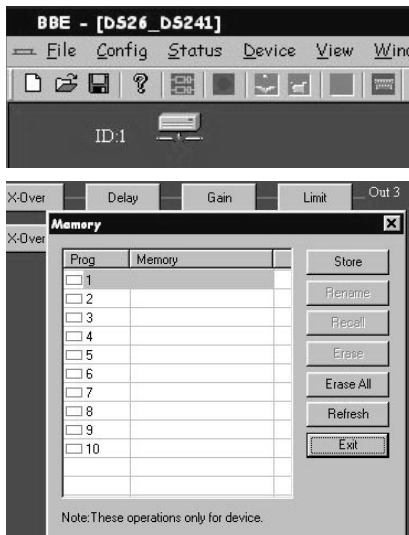 BBE - [DS26_DS241]
File Config Status Device View
ID:1
X-Over Delay Gain Limit Out 3
X-Over
Memory
Prog Memory
1
2
3
4
5
6
7
8
9
10
Store
Rename
Recall
Erase
Erase All
Refresh
Exit
Note:These operations only for device.